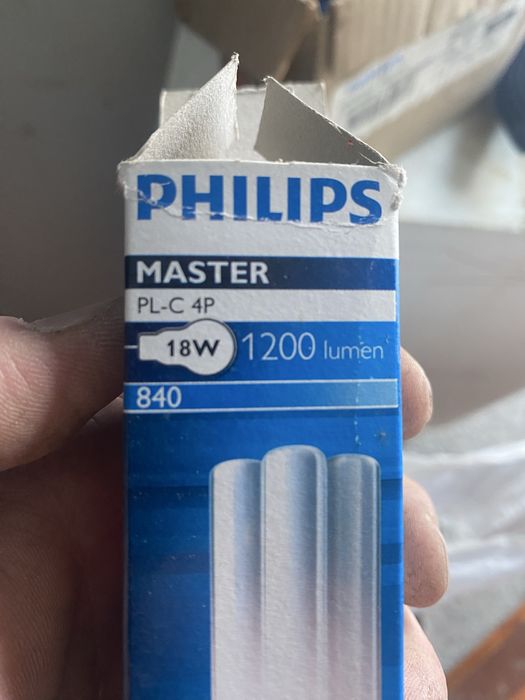 PHILIPS
MASTER
PL-C 4P
18W 1200 lumen
840